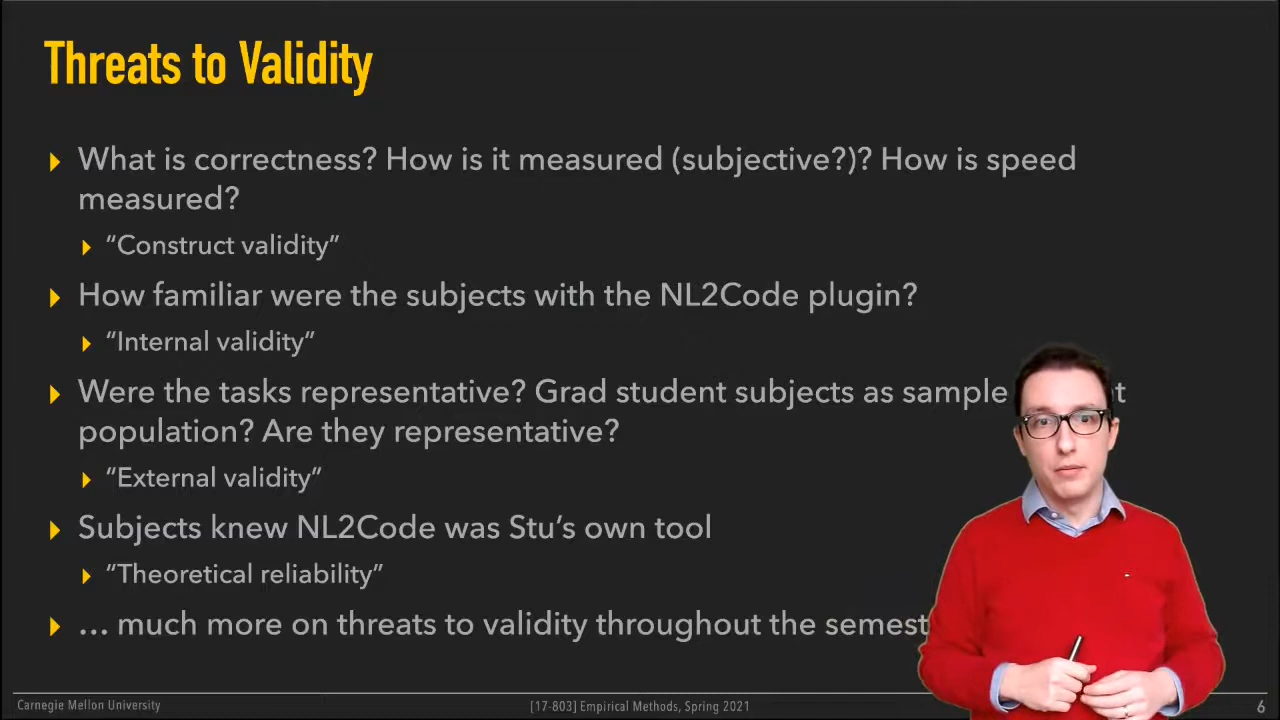 Threats to Validity
What is correctness? How is it measured (subjective?)? How is speed
measured?
“Construct validity”
How familiar were the subjects with the NL2Code plugin?
“Internal validity”
Were the tasks representative? Grad student subjects as sample
population? Are they representative?
“External validity”
Subjects knew NL2Code was Stu’s own tool
“Theoretical reliability”
… much more on threats to validity throughout the semest
Carnegie Mellon University
[17-803] Empirical Methods, Spring 2021
6